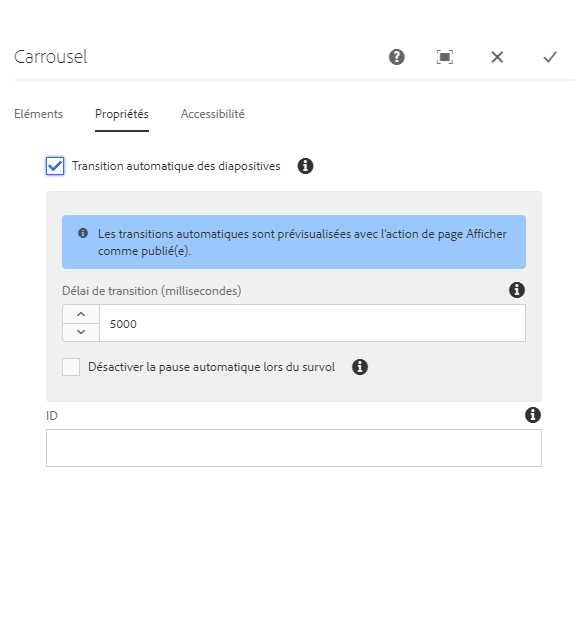 Carrousel
Eléments Propriétés Accessibilité
Transition automatique des diapositives
Les transitions automatiques sont prévisualisées avec l'action de page Afficher
comme publié(e).
Délai de transition (millisecondes)
5000
Désactiver la pause automatique lors du survol
ID